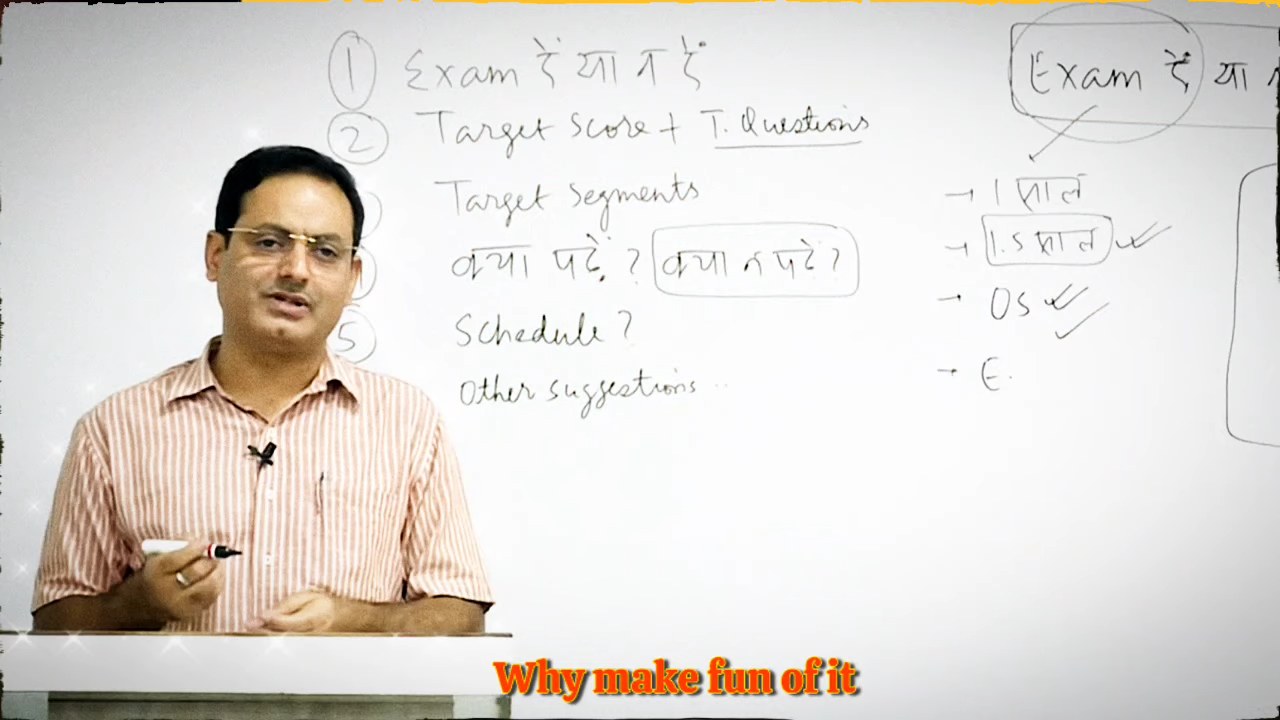 1 Exam दें या न दें
2 Target Score + T. Questions
Target Segments
क्या पढ़ें ? क्या न पढें ?
5 Schedule ?
Other suggestions ..
Exam दें या
→ 1 साल
→ 1.5 साल ✓
→ OS ✓ ✓
→ E.
Why make fun of it